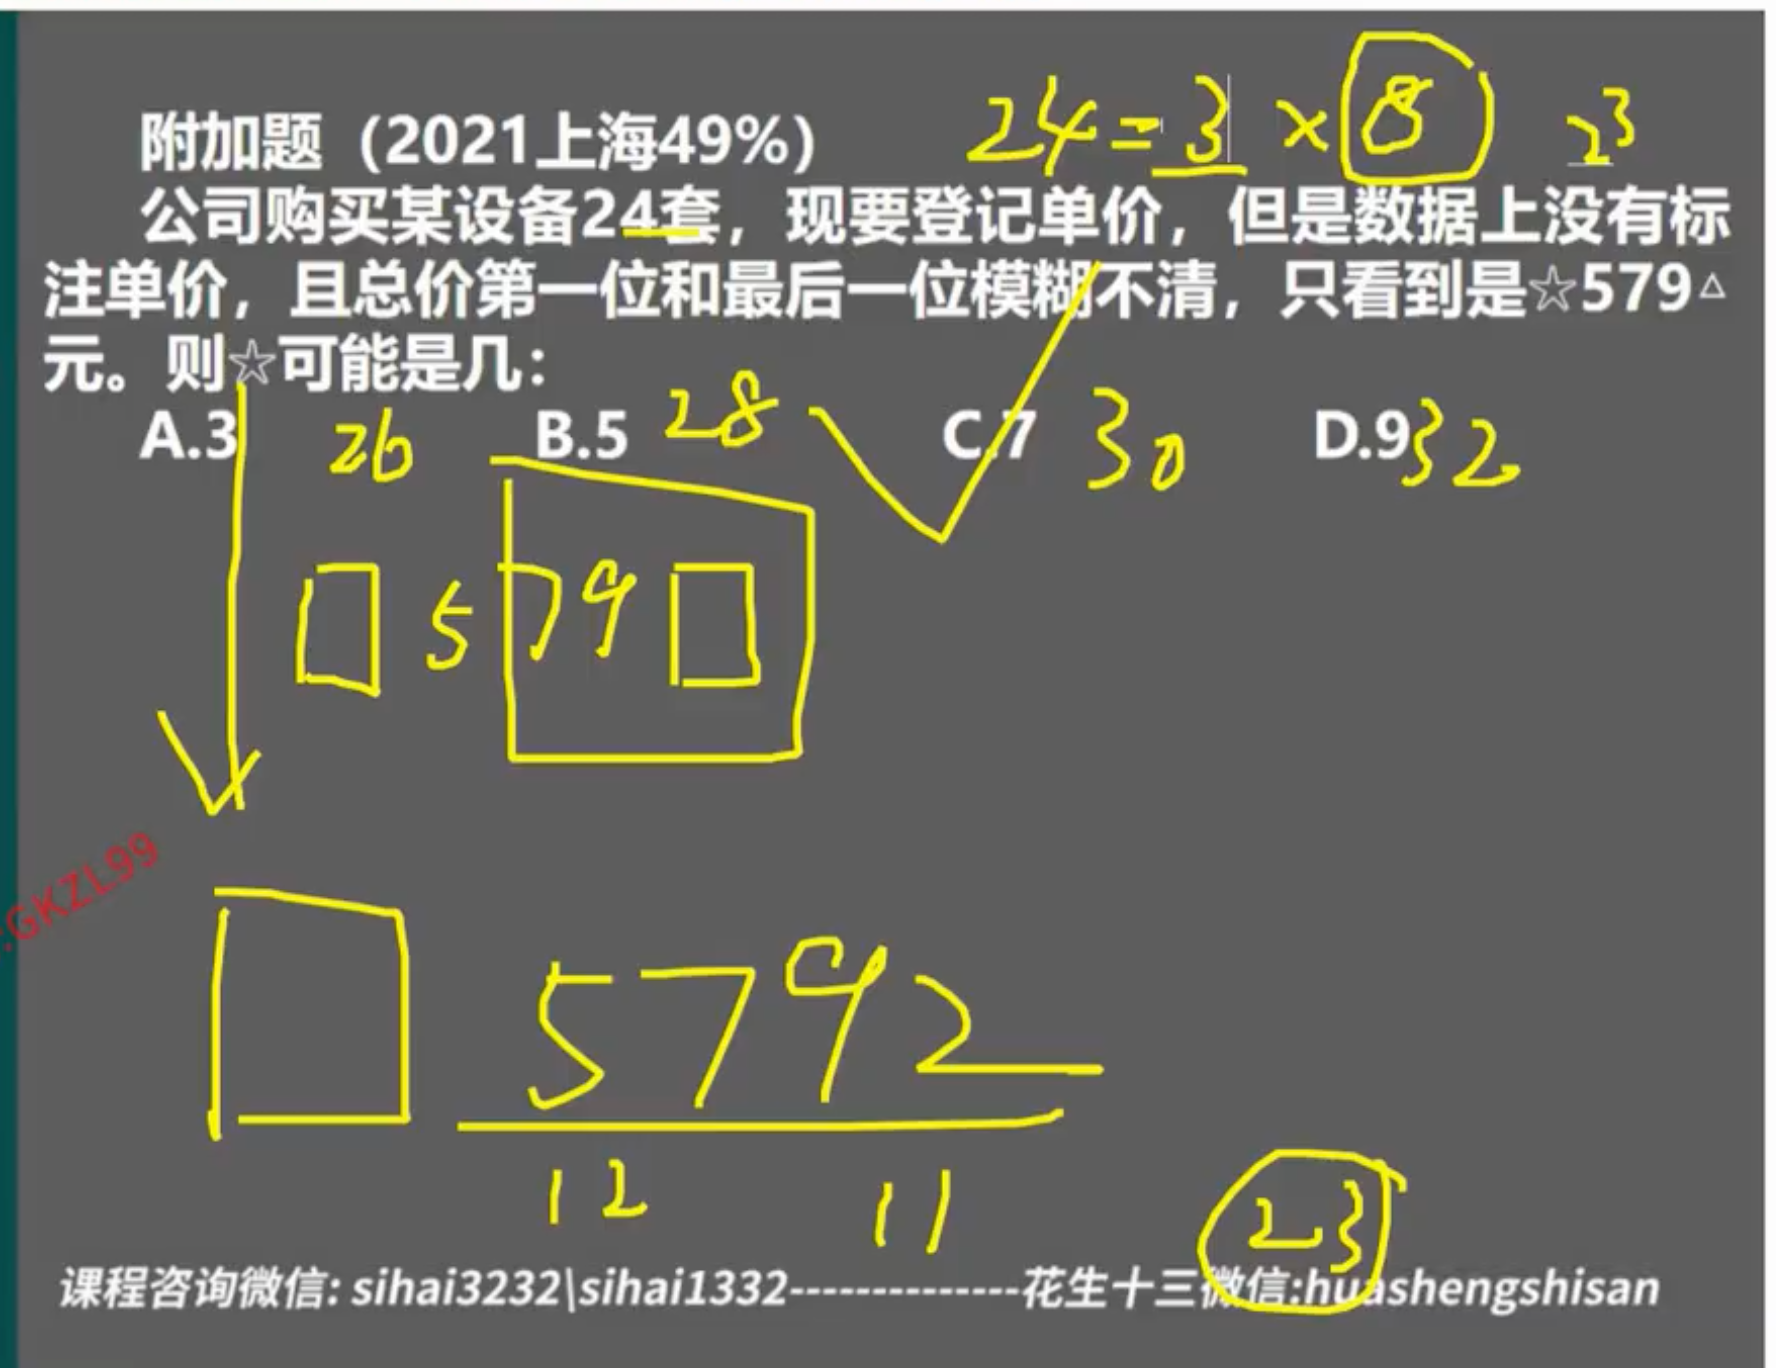 24=3×8 2³
附加题（2021上海49%）
公司购买某设备24套，现要登记单价，但是数据上没有标
注单价，且总价第一位和最后一位模糊不清，只看到是☆579△
元。则☆可能是几：
A.3 26 B.5 28 C.7 30 D.9 32
□579□
:GKZL99
□5792
12 11 23
课程咨询微信: sihai3232\sihai1332--------------花生十三微信:huashengshisan